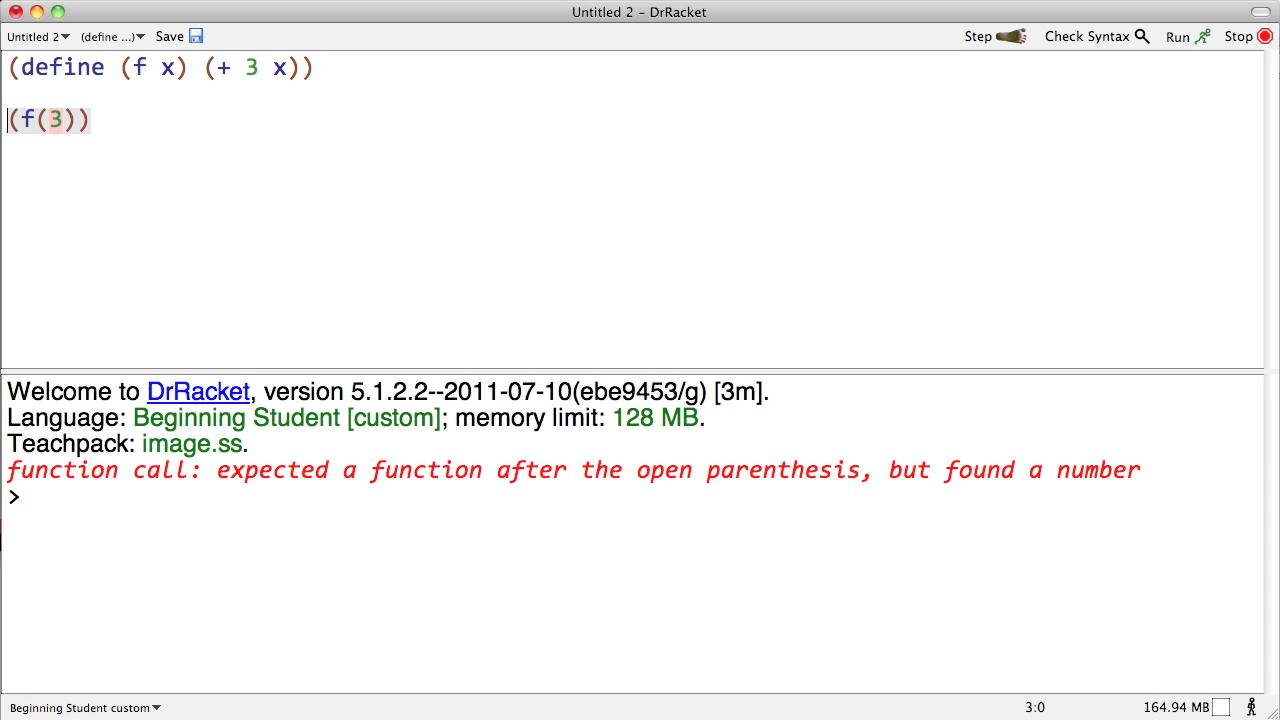 Untitled 2 - DrRacket
Untitled 2 (define ...) Save Step Check Syntax Run Stop
(define (f x) (+ 3 x))
(f(3))
Welcome to DrRacket, version 5.1.2.2--2011-07-10(ebe9453/g) [3m].
Language: Beginning Student [custom]; memory limit: 128 MB.
Teachpack: image.ss.
function call: expected a function after the open parenthesis, but found a number
>
Beginning Student custom 3:0 164.94 MB